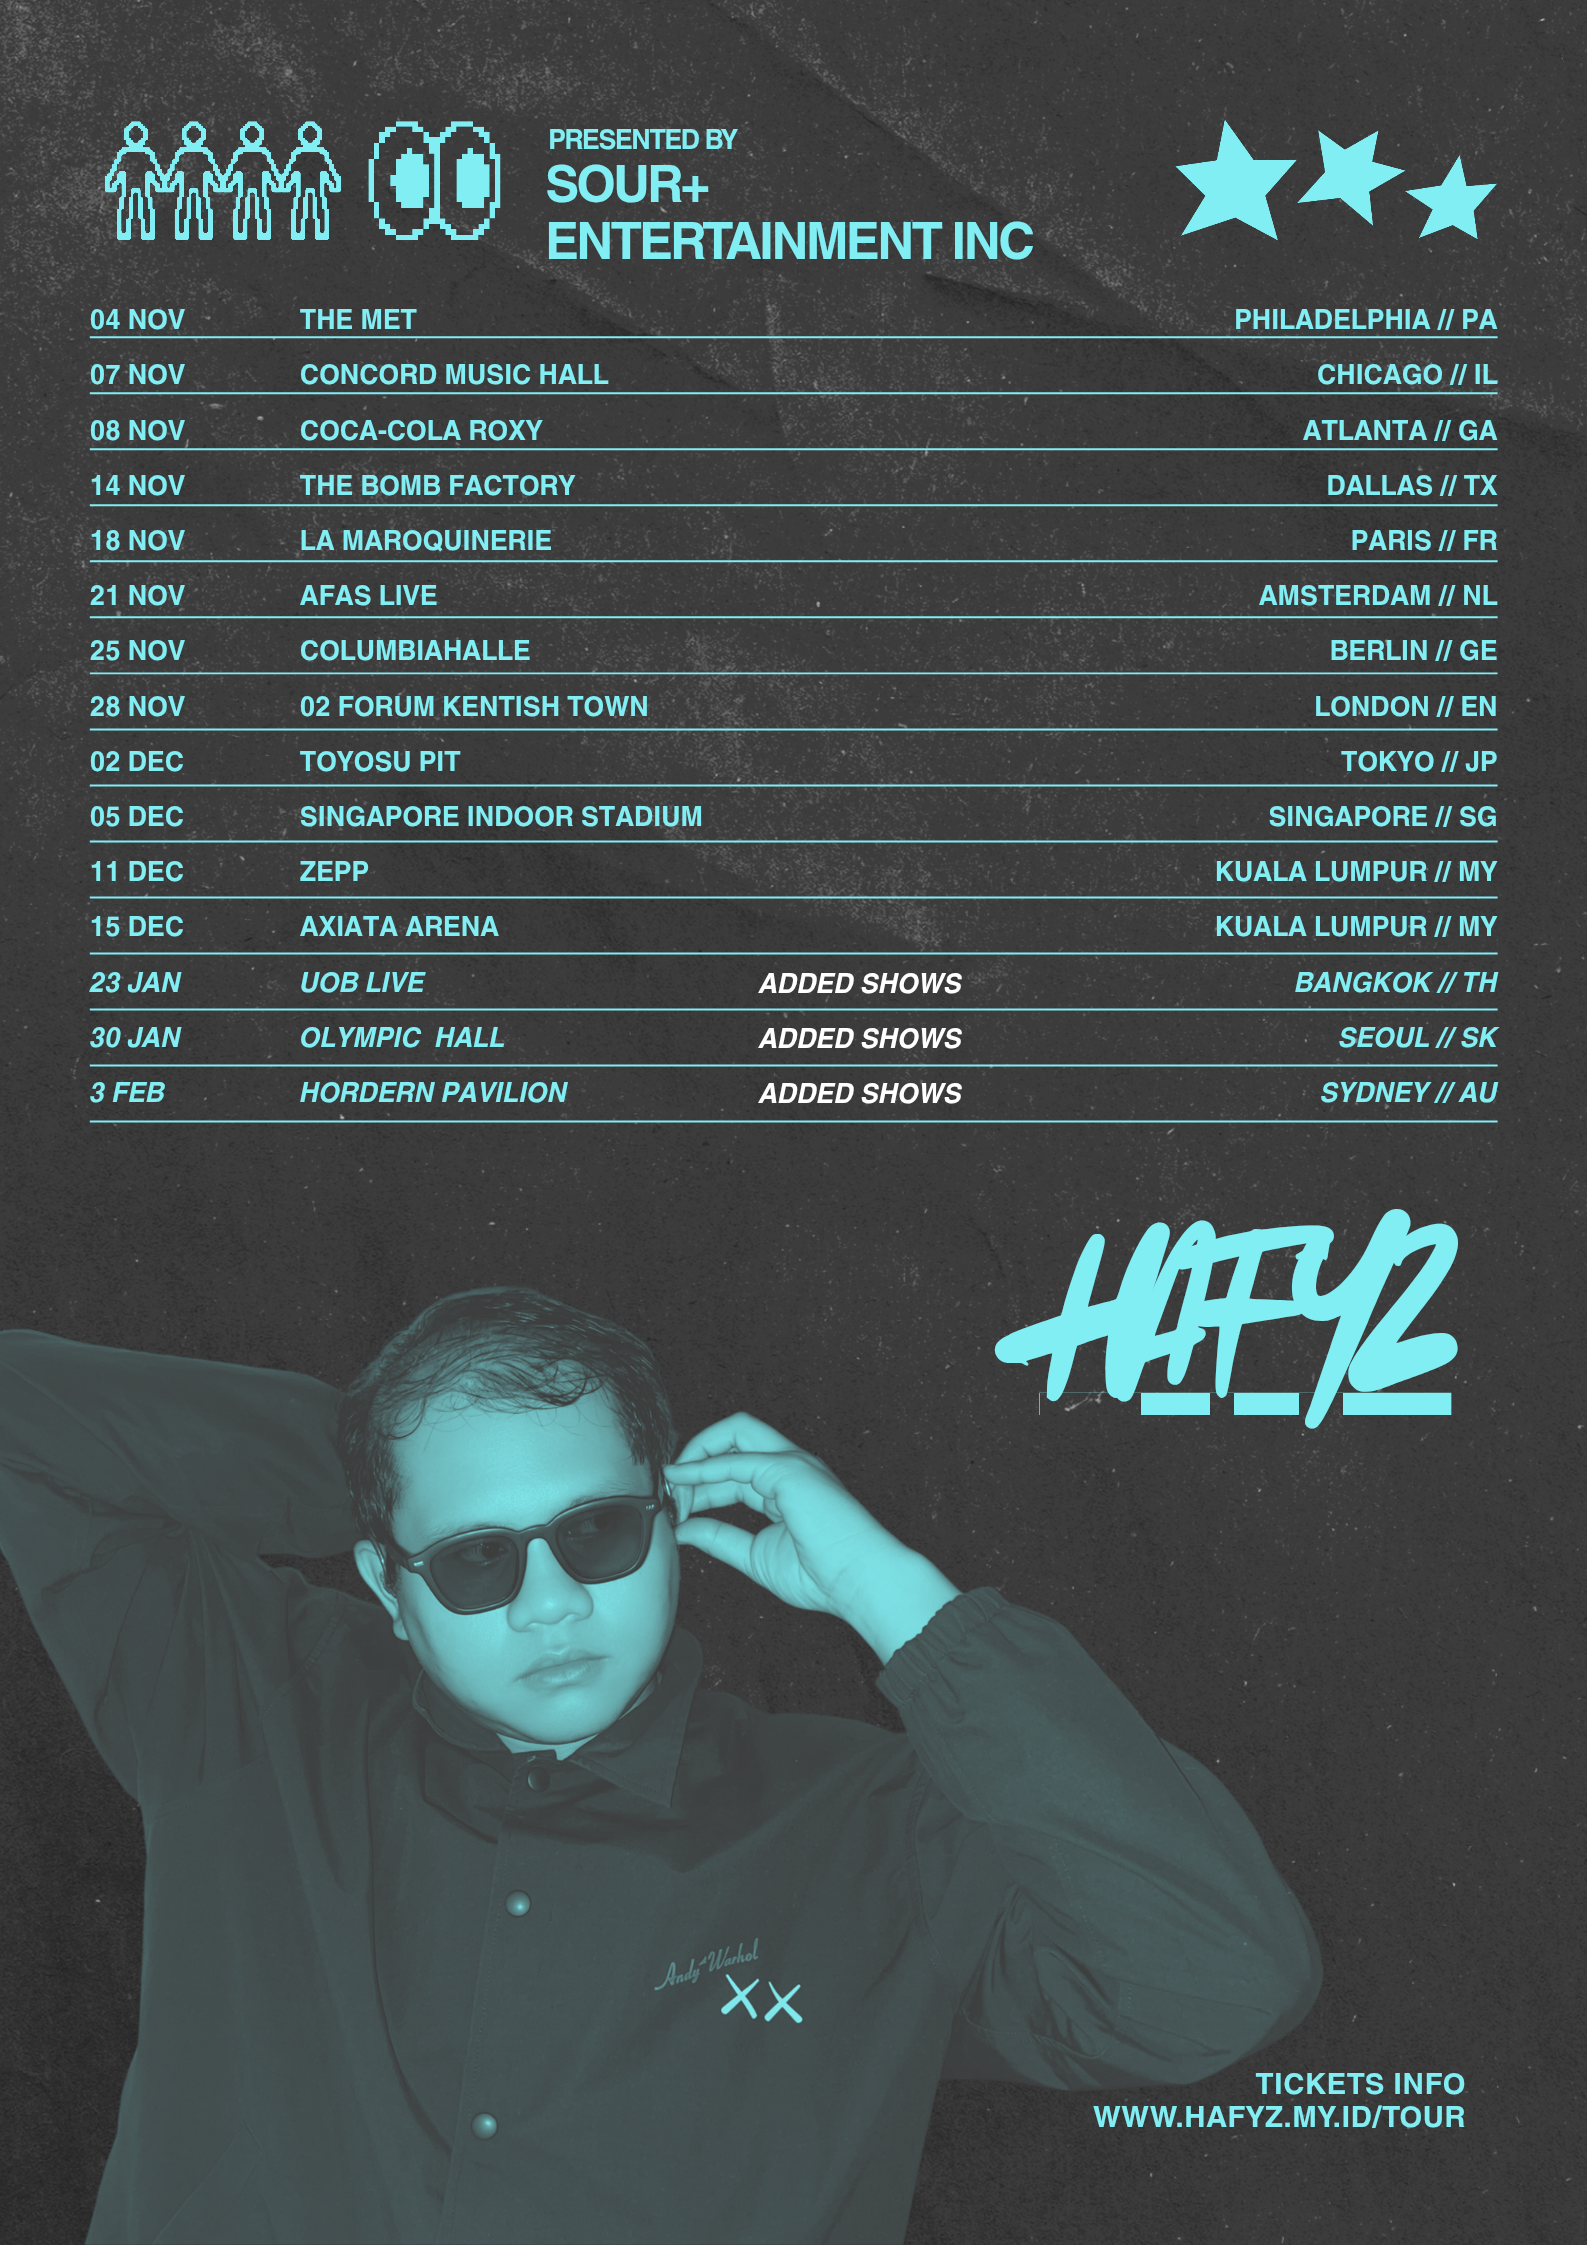 PRESENTED BY
SOUR+
ENTERTAINMENT INC
04 NOV THE MET PHILADELPHIA // PA
07 NOV CONCORD MUSIC HALL CHICAGO // IL
08 NOV COCA-COLA ROXY ATLANTA // GA
14 NOV THE BOMB FACTORY DALLAS // TX
18 NOV LA MAROQUINERIE PARIS // FR
21 NOV AFAS LIVE AMSTERDAM // NL
25 NOV COLUMBIAHALLE BERLIN // GE
28 NOV 02 FORUM KENTISH TOWN LONDON // EN
02 DEC TOYOSU PIT TOKYO // JP
05 DEC SINGAPORE INDOOR STADIUM SINGAPORE // SG
11 DEC ZEPP KUALA LUMPUR // MY
15 DEC AXIATA ARENA KUALA LUMPUR // MY
23 JAN UOB LIVE ADDED SHOWS BANGKOK // TH
30 JAN OLYMPIC HALL ADDED SHOWS SEOUL // SK
3 FEB HORDERN PAVILION ADDED SHOWS SYDNEY // AU
HAFYZ
Andy Warhol
XX
TICKETS INFO
WWW.HAFYZ.MY.ID/TOUR